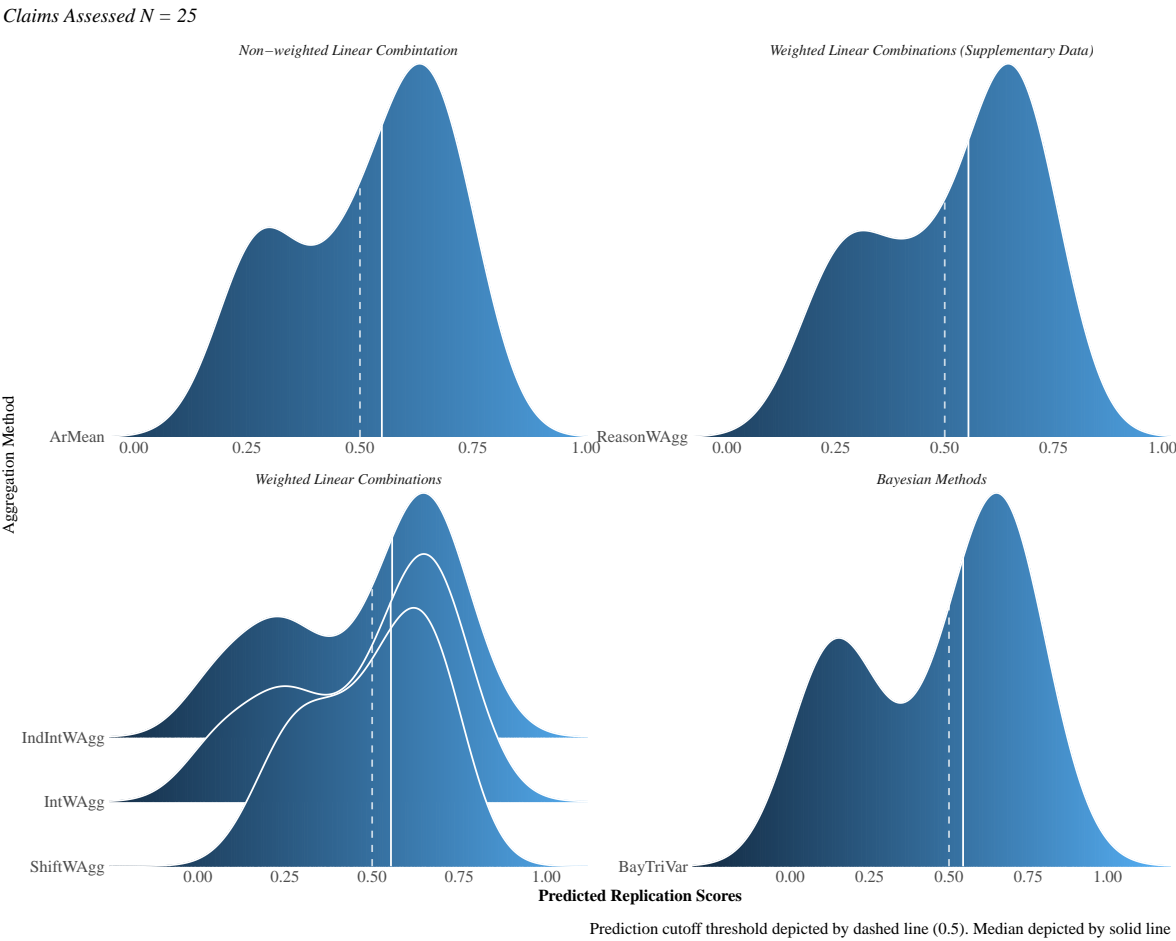 Claims Assessed N = 25
Non−weighted Linear Combintation
Weighted Linear Combinations (Supplementary Data)
Aggregation Method
ArMean
0.00 0.25 0.50 0.75 1.00
ReasonWAgg
0.00 0.25 0.50 0.75 1.00
Weighted Linear Combinations
Bayesian Methods
IndIntWAgg
IntWAgg
ShiftWAgg
0.00 0.25 0.50 0.75 1.00
BayTriVar
0.00 0.25 0.50 0.75 1.00
Predicted Replication Scores
Prediction cutoff threshold depicted by dashed line (0.5). Median depicted by solid line